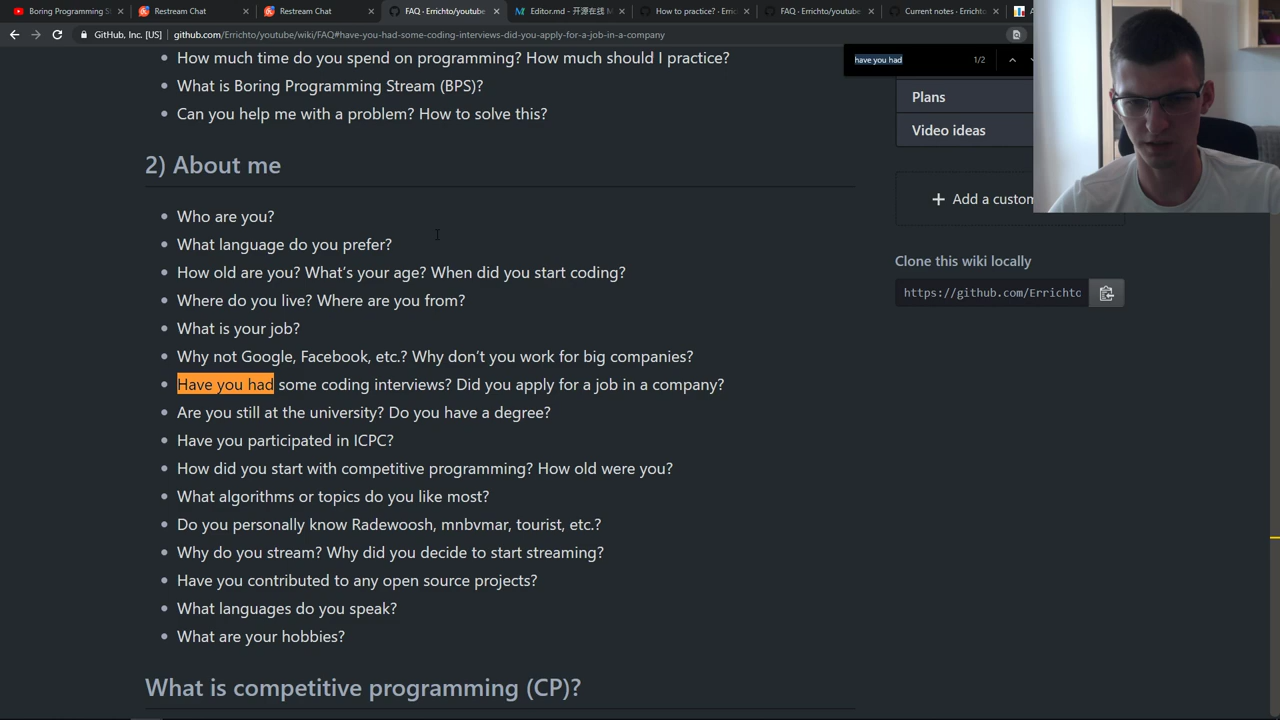 Boring Programming S
Restream Chat
Restream Chat
FAQ · Errichto/youtube
Editor.md - 开源在线 M
How to practice? · Erric
FAQ · Errichto/youtube
Current notes · Errichto
GitHub, Inc. [US]
github.com/Errichto/youtube/wiki/FAQ#have-you-had-some-coding-interviews-did-you-apply-for-a-job-in-a-company
have you had
1/2
How much time do you spend on programming? How much should I practice?
What is Boring Programming Stream (BPS)?
Can you help me with a problem? How to solve this?
2) About me
Who are you?
What language do you prefer?
How old are you? What's your age? When did you start coding?
Where do you live? Where are you from?
What is your job?
Why not Google, Facebook, etc.? Why don't you work for big companies?
Have you had some coding interviews? Did you apply for a job in a company?
Are you still at the university? Do you have a degree?
Have you participated in ICPC?
How did you start with competitive programming? How old were you?
What algorithms or topics do you like most?
Do you personally know Radewoosh, mnbvmar, tourist, etc.?
Why do you stream? Why did you decide to start streaming?
Have you contributed to any open source projects?
What languages do you speak?
What are your hobbies?
What is competitive programming (CP)?
Plans
Video ideas
+ Add a custom
Clone this wiki locally
https://github.com/Errichto